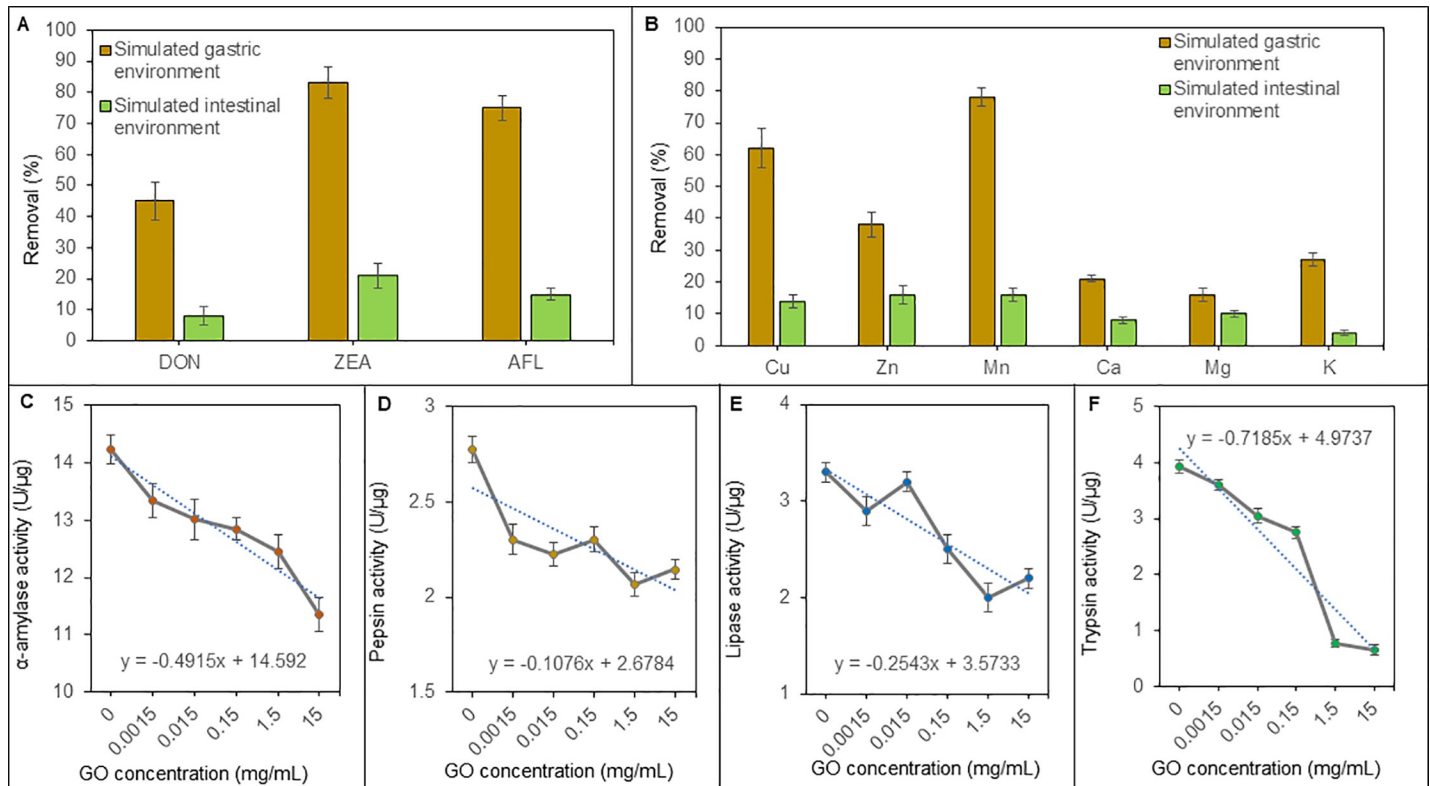 A
100
90
80
70
60
50
40
30
20
10
0
Removal (%)
Simulated gastric
environment
Simulated intestinal
environment
DON ZEA AFL
B
100
90
80
70
60
50
40
30
20
10
0
Removal (%)
Simulated gastric
environment
Simulated intestinal
environment
Cu Zn Mn Ca Mg K
C
15
14
13
12
11
10
α-amylase activity (U/µg)
y = -0.4915x + 14.592
0 0.0015 0.015 0.15 1.5 15
GO concentration (mg/mL)
D
3
2.5
2
1.5
Pepsin activity (U/µg)
y = -0.1076x + 2.6784
0 0.0015 0.015 0.15 1.5 15
GO concentration (mg/mL)
E
4
3
2
1
Lipase activity (U/µg)
y = -0.2543x + 3.5733
0 0.0015 0.015 0.15 1.5 15
GO concentration (mg/mL)
F
5
4
3
2
1
0
Trypsin activity (U/µg)
y = -0.7185x + 4.9737
0 0.0015 0.015 0.15 1.5 15
GO concentration (mg/mL)